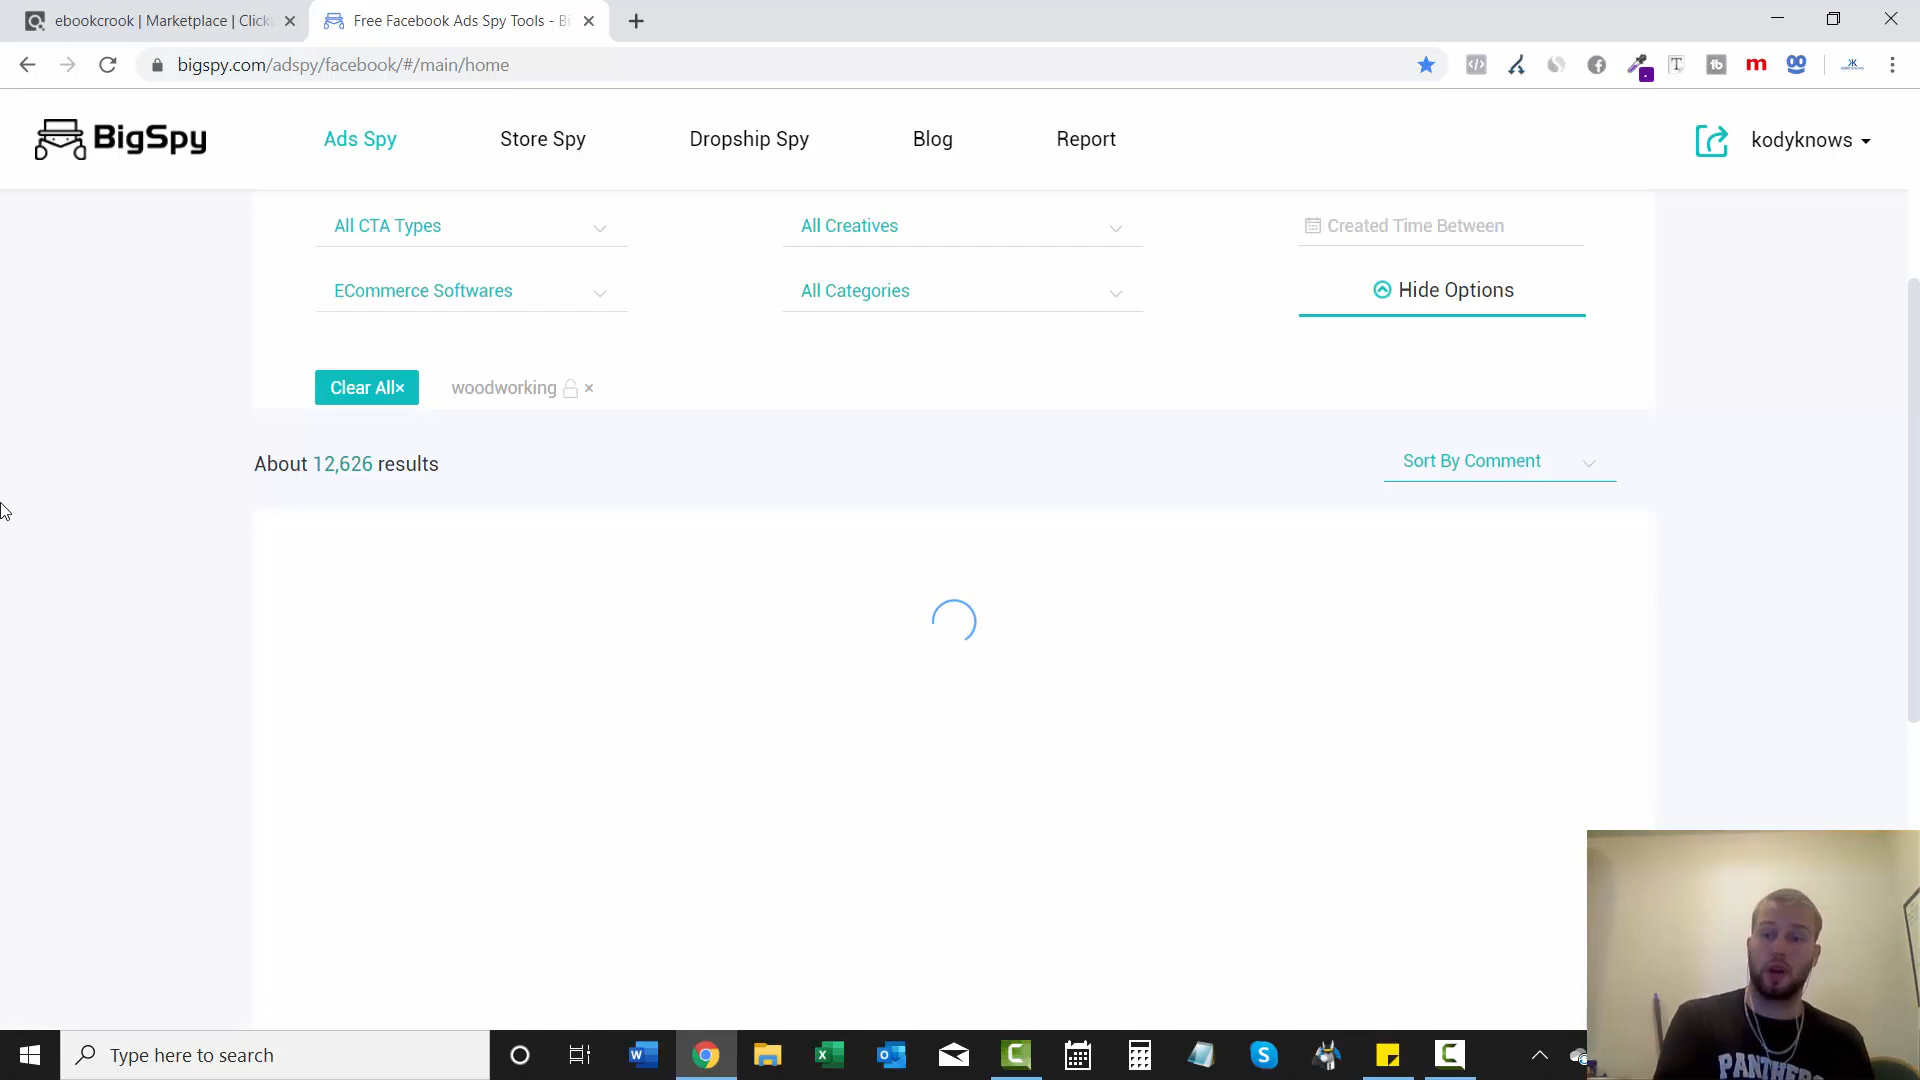 ebookcrook | Marketplace | Click
Free Facebook Ads Spy Tools - Bi
bigspy.com/adspy/facebook/#/main/home
BigSpy
Ads Spy
Store Spy
Dropship Spy
Blog
Report
kodyknows
All CTA Types
All Creatives
Created Time Between
ECommerce Softwares
All Categories
Hide Options
Clear All×
woodworking ×
About 12,626 results
Sort By Comment
Type here to search
PANTHERS